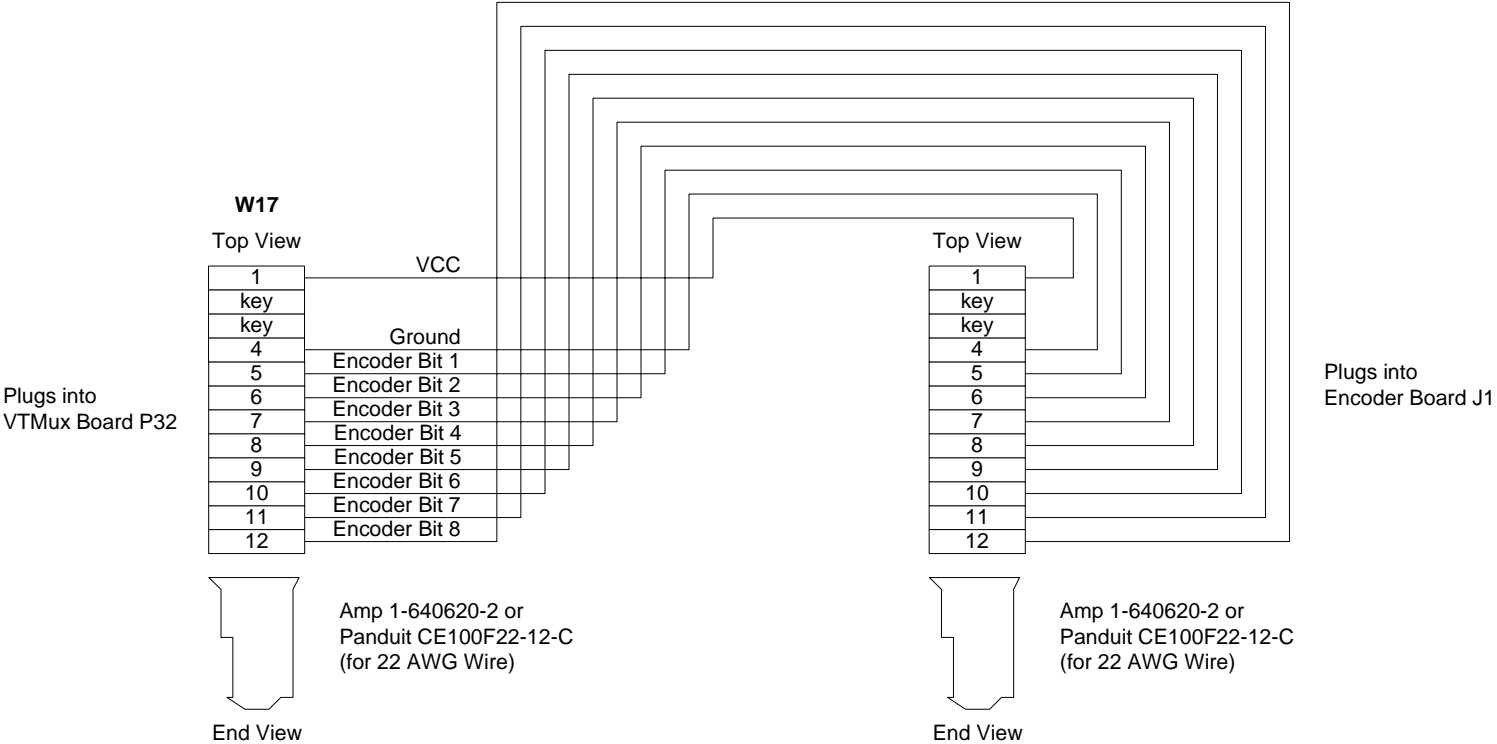 W17
Top View
1
key
key
4
5
6
7
8
9
10
11
12
VCC
Ground
Encoder Bit 1
Encoder Bit 2
Encoder Bit 3
Encoder Bit 4
Encoder Bit 5
Encoder Bit 6
Encoder Bit 7
Encoder Bit 8
Plugs into
VTMux Board P32
Amp 1-640620-2 or
Panduit CE100F22-12-C
(for 22 AWG Wire)
End View
Top View
1
key
key
4
5
6
7
8
9
10
11
12
Plugs into
Encoder Board J1
Amp 1-640620-2 or
Panduit CE100F22-12-C
(for 22 AWG Wire)
End View